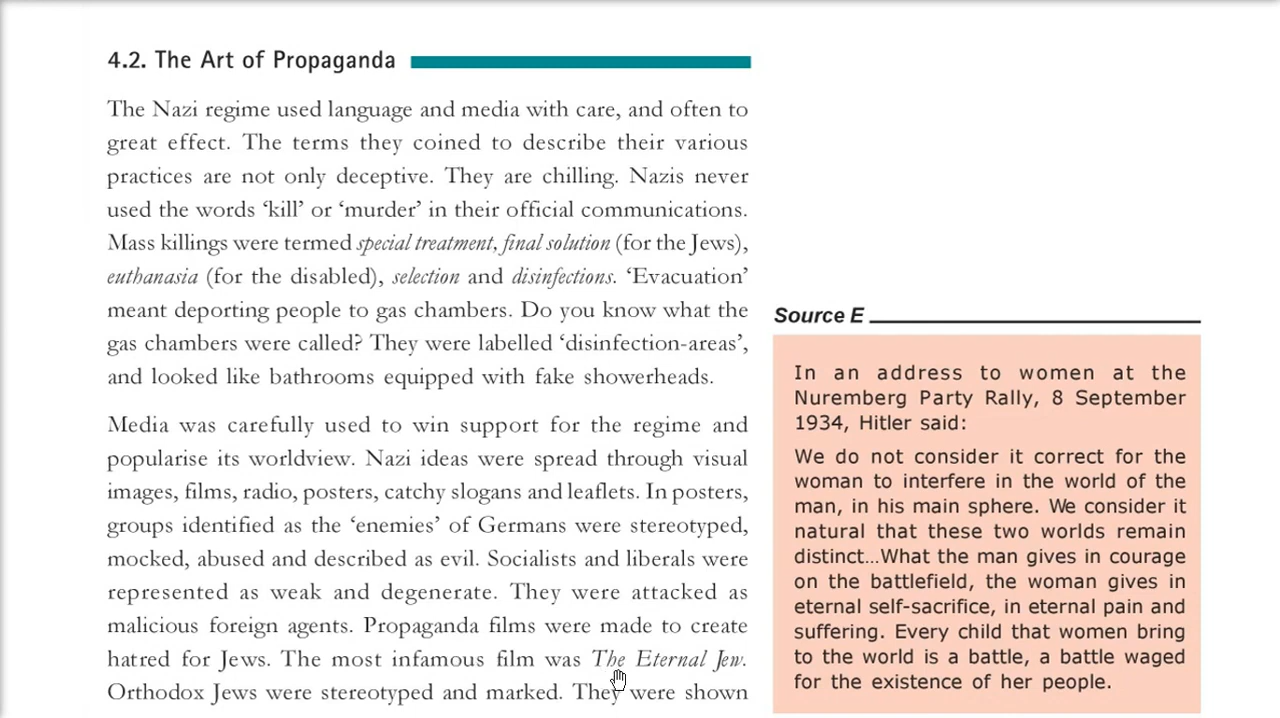 4.2. The Art of Propaganda
The Nazi regime used language and media with care, and often to
great effect. The terms they coined to describe their various
practices are not only deceptive. They are chilling. Nazis never
used the words ‘kill’ or ‘murder’ in their official communications.
Mass killings were termed special treatment, final solution (for the Jews),
euthanasia (for the disabled), selection and disinfections. ‘Evacuation’
meant deporting people to gas chambers. Do you know what the
gas chambers were called? They were labelled ‘disinfection-areas’,
and looked like bathrooms equipped with fake showerheads.
Media was carefully used to win support for the regime and
popularise its worldview. Nazi ideas were spread through visual
images, films, radio, posters, catchy slogans and leaflets. In posters,
groups identified as the ‘enemies’ of Germans were stereotyped,
mocked, abused and described as evil. Socialists and liberals were
represented as weak and degenerate. They were attacked as
malicious foreign agents. Propaganda films were made to create
hatred for Jews. The most infamous film was The Eternal Jew.
Orthodox Jews were stereotyped and marked. They were shown
Source E
In an address to women at the
Nuremberg Party Rally, 8 September
1934, Hitler said:
We do not consider it correct for the
woman to interfere in the world of the
man, in his main sphere. We consider it
natural that these two worlds remain
distinct...What the man gives in courage
on the battlefield, the woman gives in
eternal self-sacrifice, in eternal pain and
suffering. Every child that women bring
to the world is a battle, a battle waged
for the existence of her people.